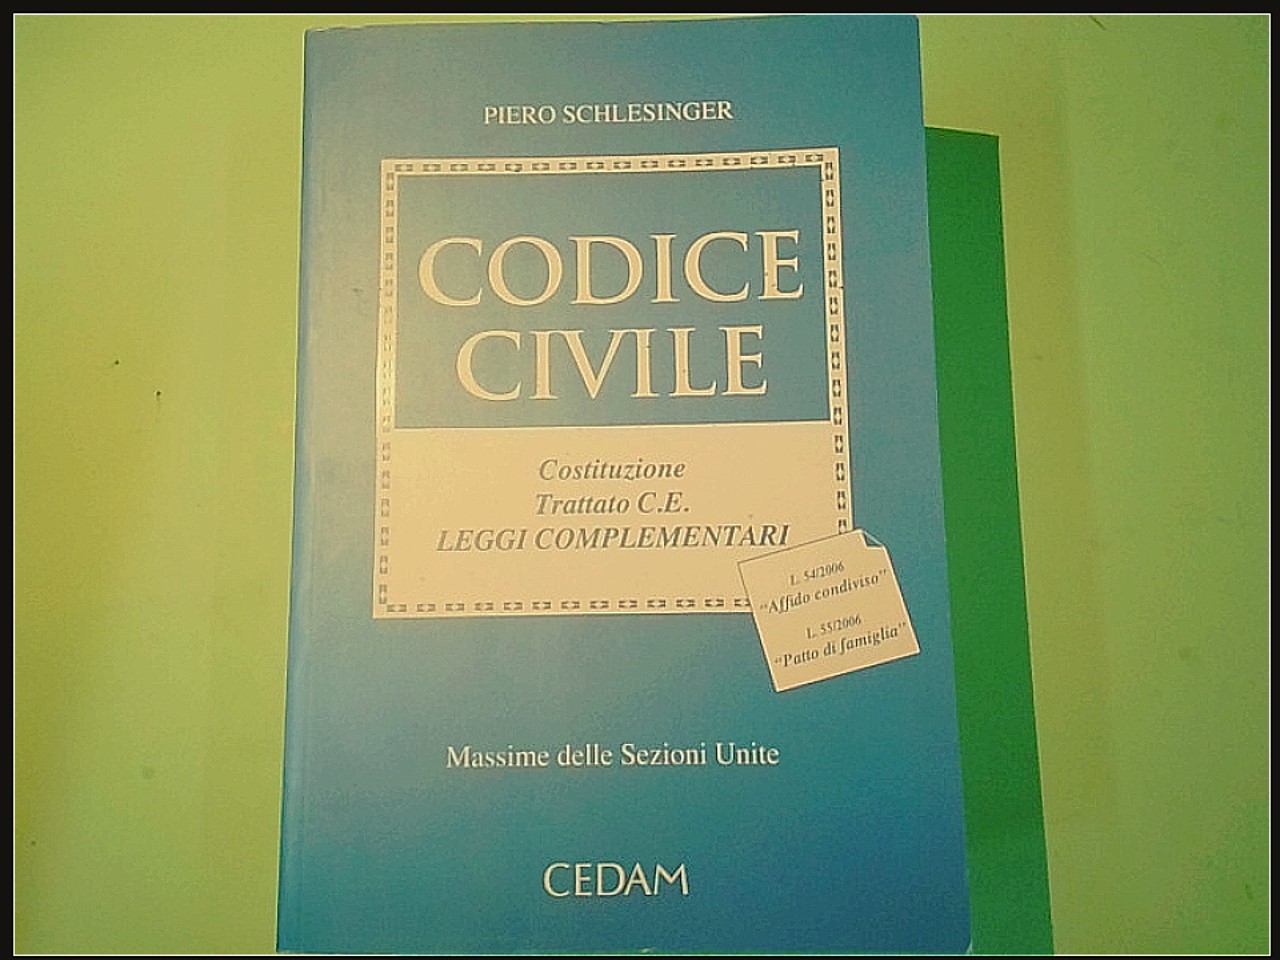 PIERO SCHLESINGER
CODICE
CIVILE
Costituzione
Trattato C.E.
LEGGI COMPLEMENTARI
L. 54/2006
“Affido condiviso”
L. 55/2006
“Patto di famiglia”
Massime delle Sezioni Unite
CEDAM